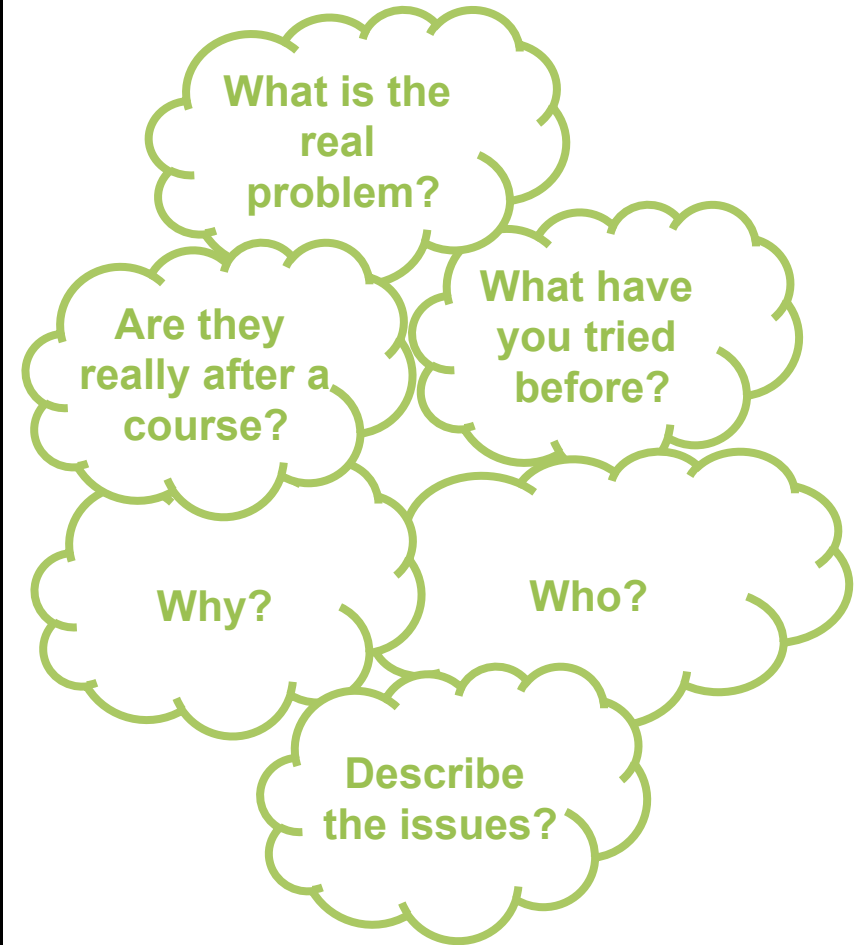 What is the
real
problem?
Are they
really after a
course?
What have
you tried
before?
Why?
Who?
Describe
the issues?